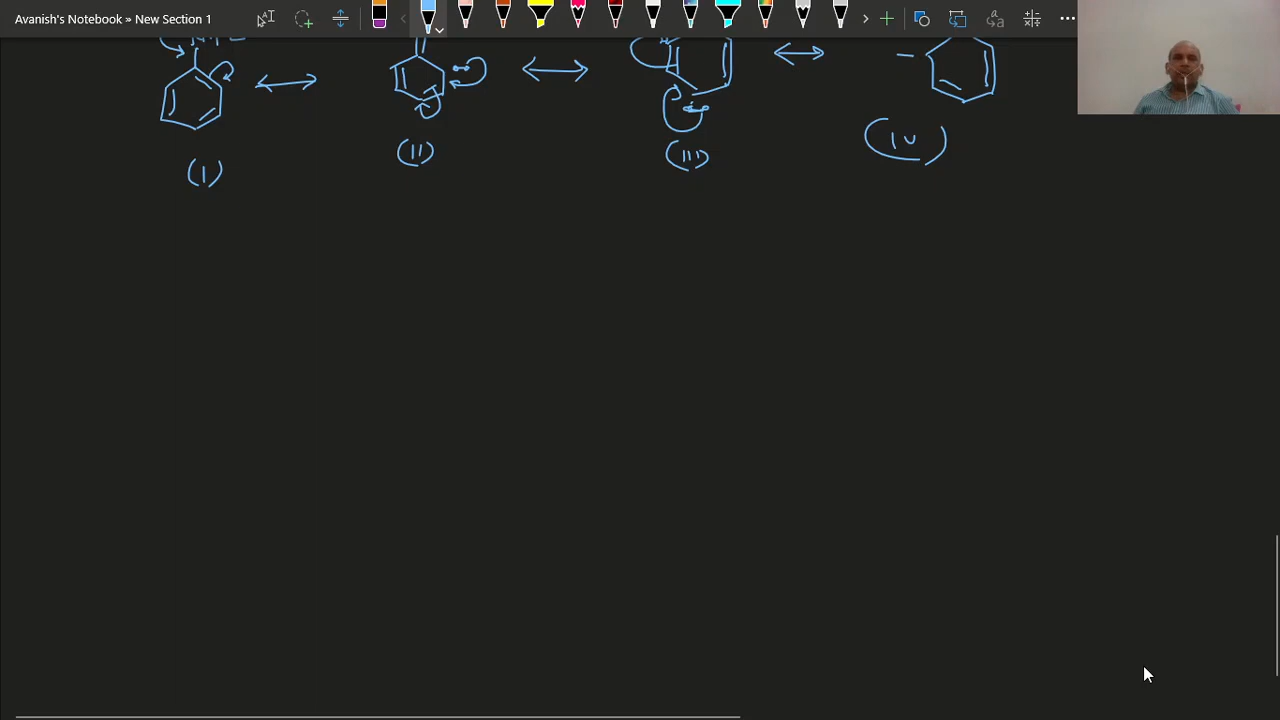 Avanish's Notebook » New Section 1
(I) (II) (III) (IV)